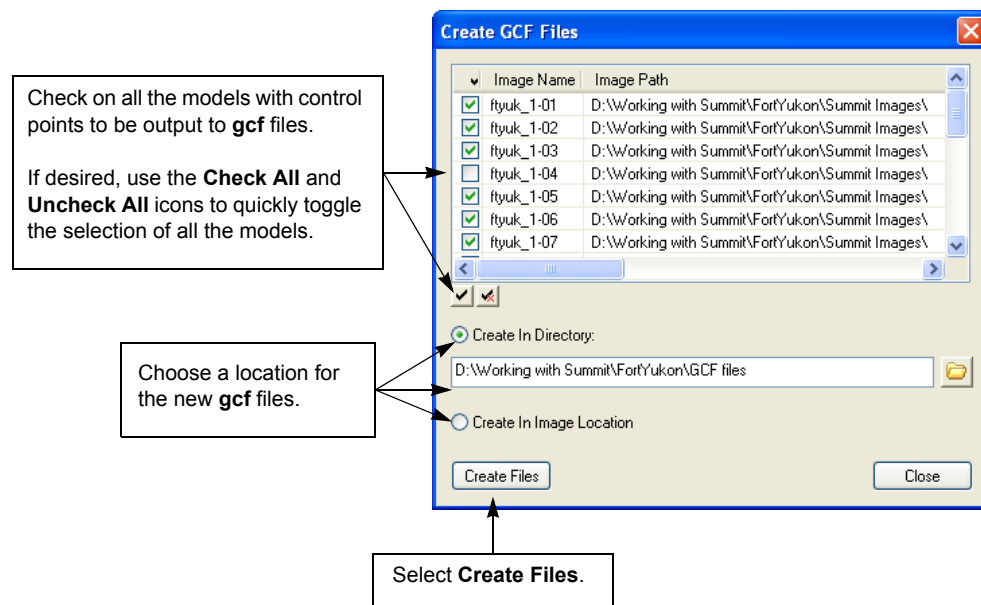 Create GCF Files
Image Name Image Path
ftyuk_1-01 D:\Working with Summit\FortYukon\Summit Images\
ftyuk_1-02 D:\Working with Summit\FortYukon\Summit Images\
ftyuk_1-03 D:\Working with Summit\FortYukon\Summit Images\
ftyuk_1-04 D:\Working with Summit\FortYukon\Summit Images\
ftyuk_1-05 D:\Working with Summit\FortYukon\Summit Images\
ftyuk_1-06 D:\Working with Summit\FortYukon\Summit Images\
ftyuk_1-07 D:\Working with Summit\FortYukon\Summit Images\
Check on all the models with control
points to be output to gcf files.
If desired, use the Check All and
Uncheck All icons to quickly toggle
the selection of all the models.
Create In Directory:
D:\Working with Summit\FortYukon\GCF files
Choose a location for
the new gcf files.
Create In Image Location
Create Files
Close
Select Create Files.